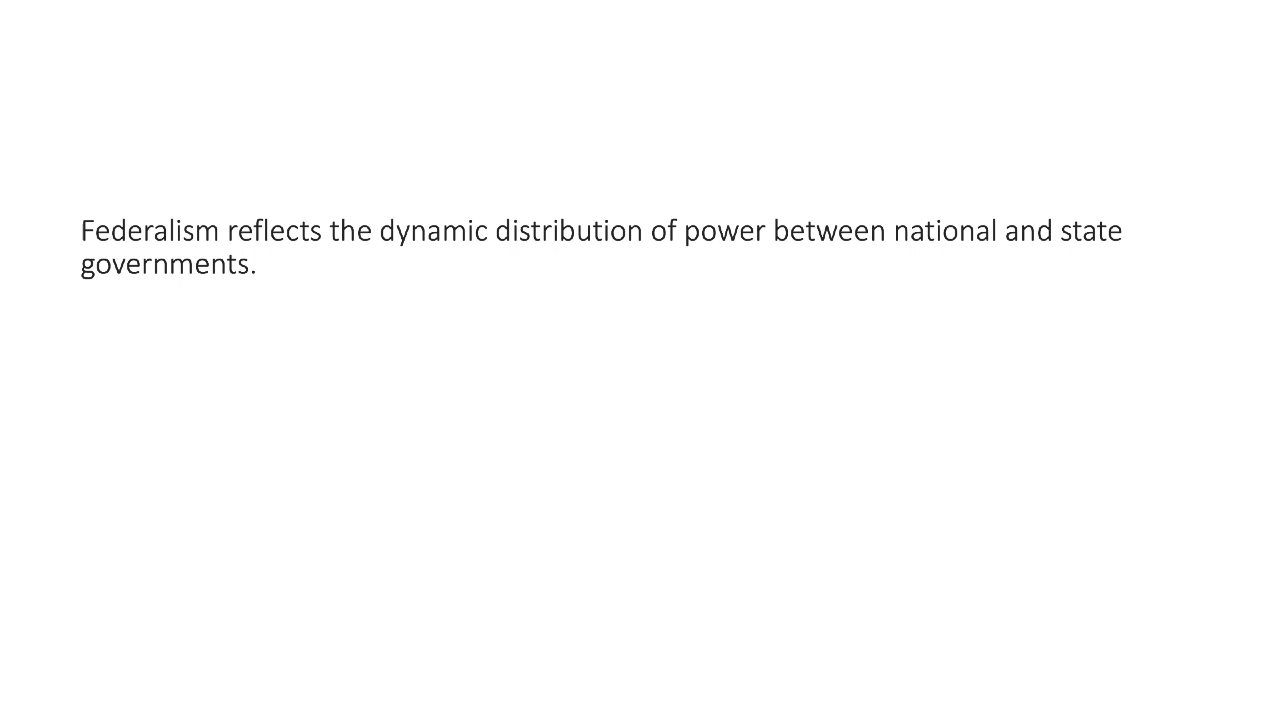 Federalism reflects the dynamic distribution of power between national and state
governments.